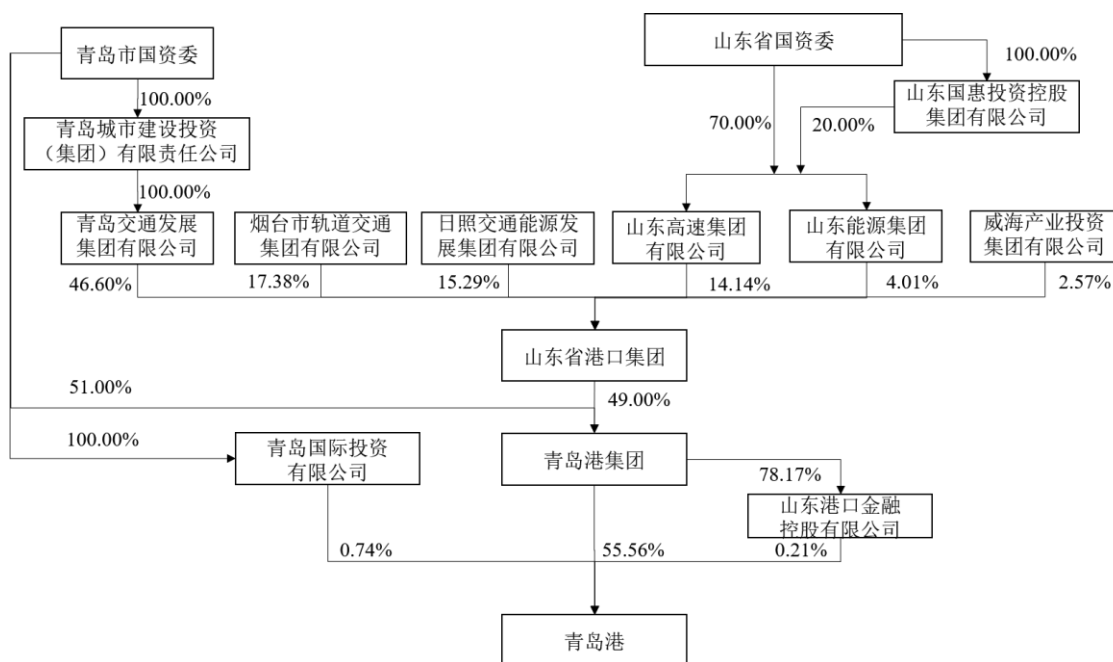 青岛市国资委
山东省国资委
100.00%
100.00%
山东国惠投资控股
集团有限公司
青岛城市建设投资
（集团）有限责任公司
70.00%
20.00%
100.00%
青岛交通发展
集团有限公司
烟台市轨道交通
集团有限公司
日照交通能源发
展集团有限公司
山东高速集团
有限公司
山东能源集团
有限公司
威海产业投资
集团有限公司
46.60%
17.38%
15.29%
14.14%
4.01%
2.57%
山东省港口集团
51.00%
49.00%
100.00%
青岛国际投资
有限公司
青岛港集团
78.17%
山东港口金融
控股有限公司
0.74%
55.56%
0.21%
青岛港